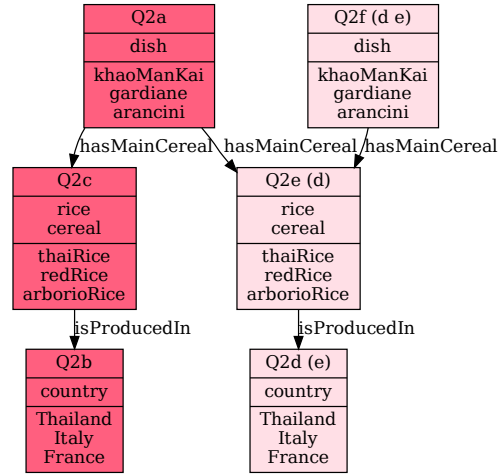 Q2a
dish
khaoManKai
gardiane
arancini
Q2f (d e)
dish
khaoManKai
gardiane
arancini
hasMainCereal
hasMainCereal
hasMainCereal
Q2c
rice
cereal
thaiRice
redRice
arborioRice
Q2e (d)
rice
cereal
thaiRice
redRice
arborioRice
isProducedIn
isProducedIn
Q2b
country
Thailand
Italy
France
Q2d (e)
country
Thailand
Italy
France